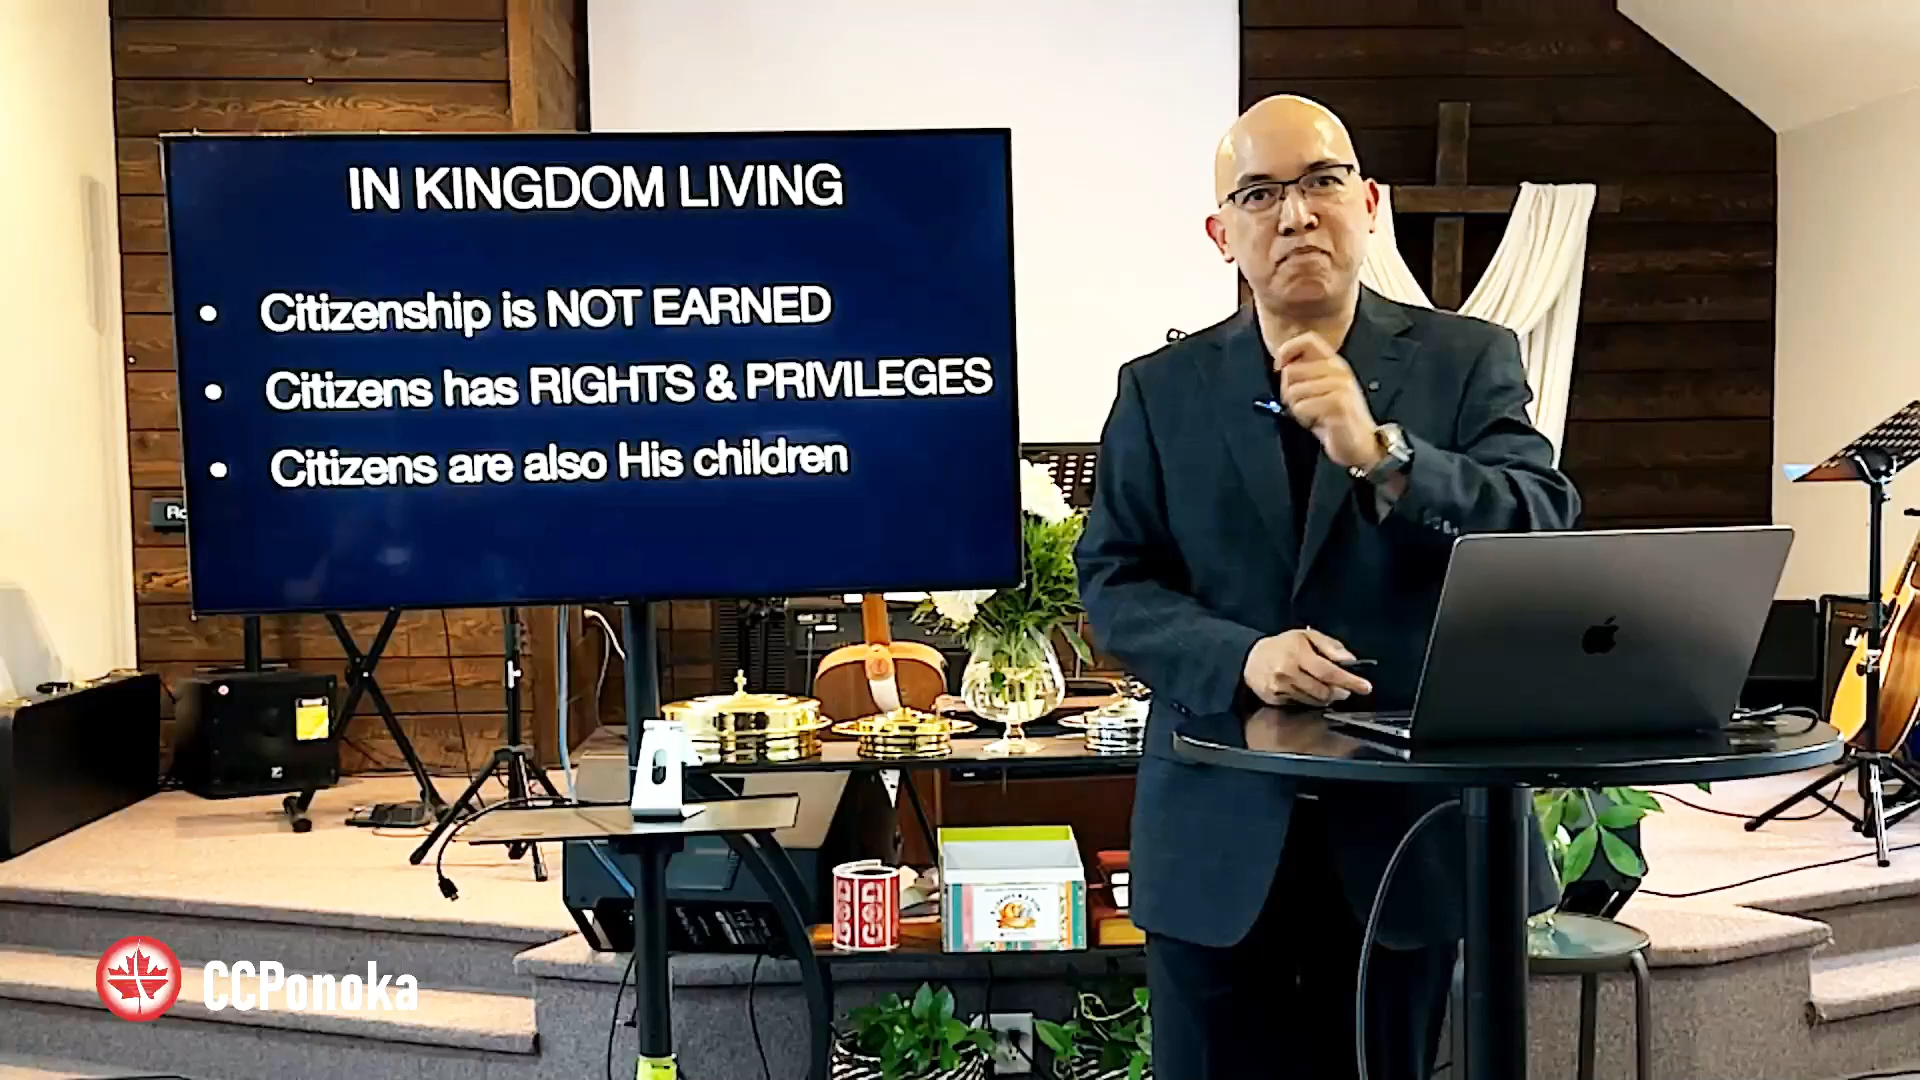 IN KINGDOM LIVING
• Citizenship is NOT EARNED
• Citizens has RIGHTS & PRIVILEGES
• Citizens are also His children
CCPonoka